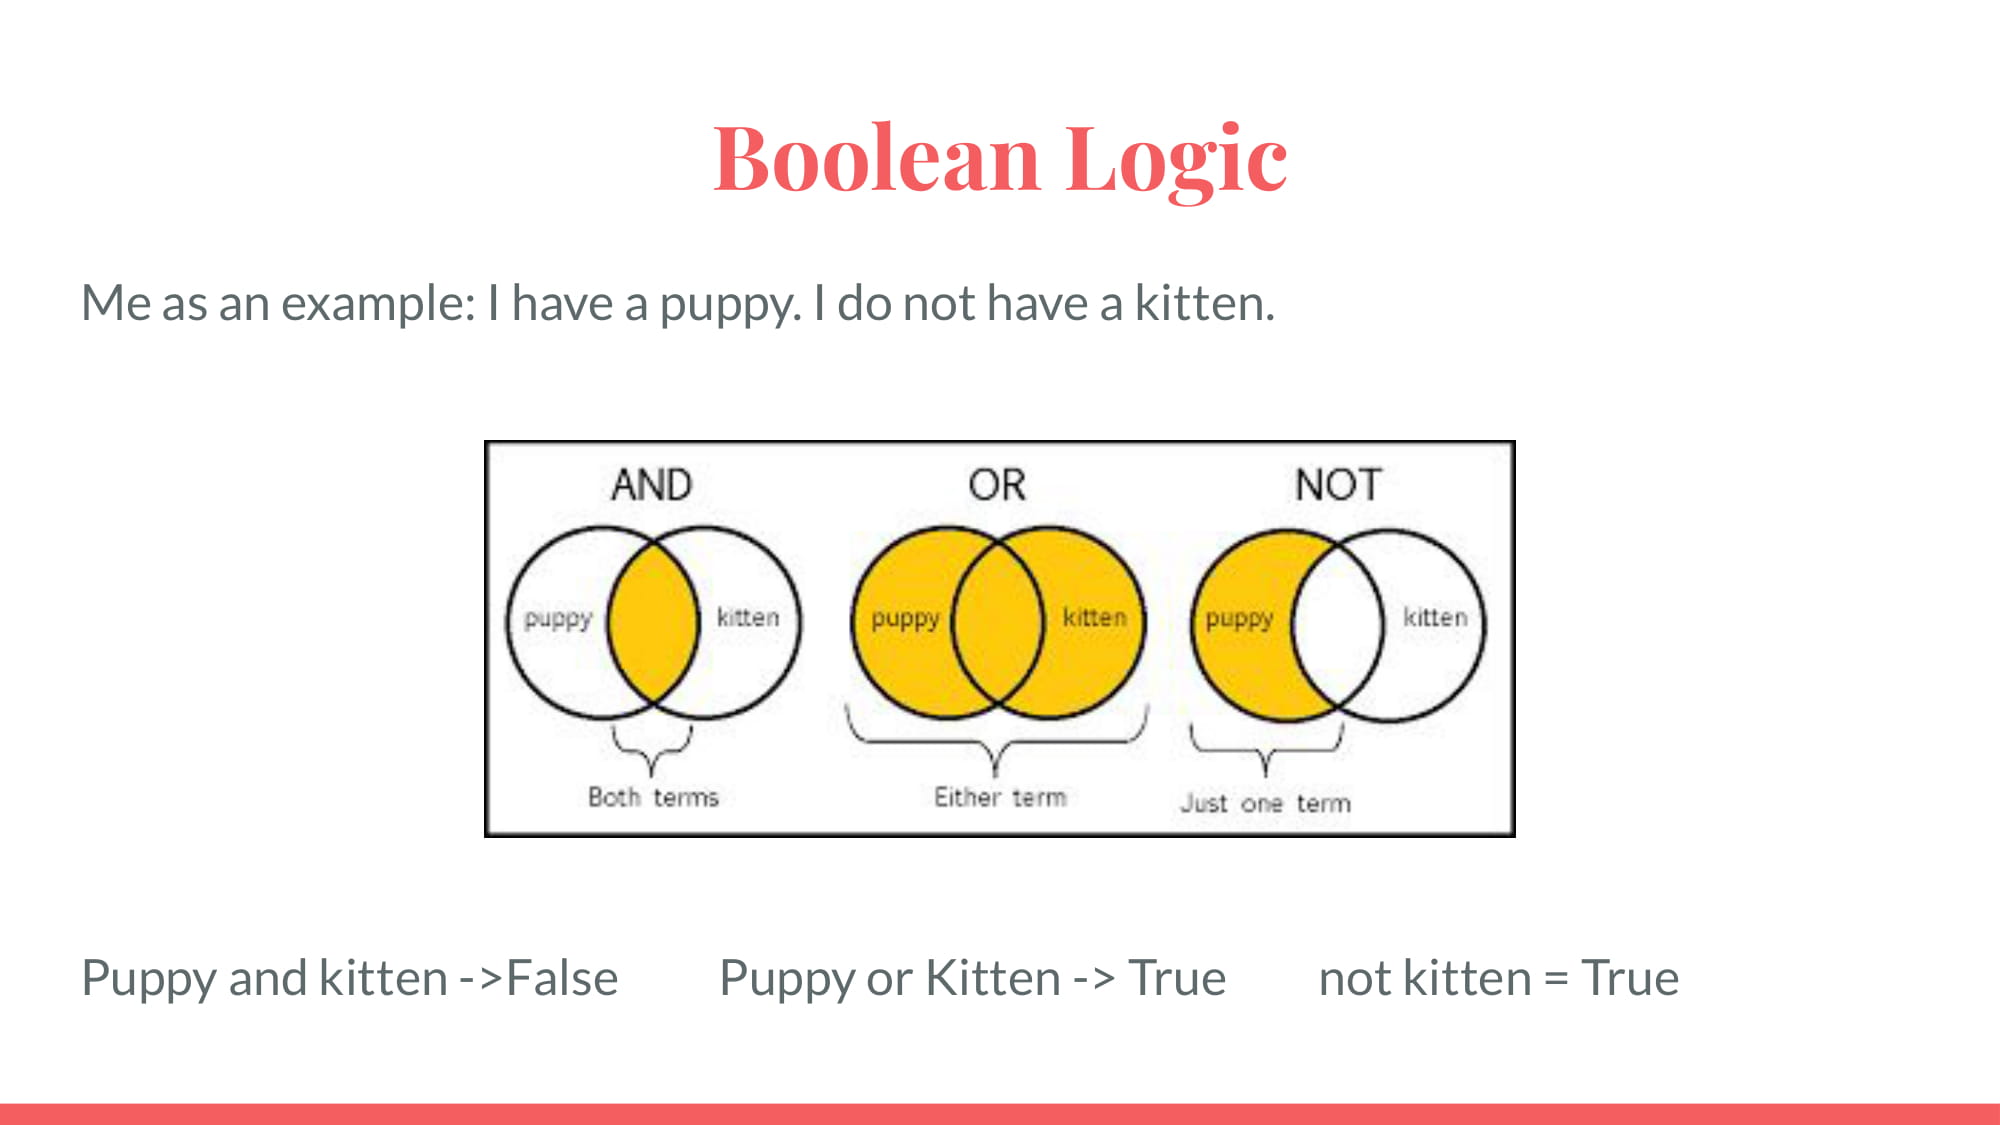 Boolean Logic
Me as an example: I have a puppy. I do not have a kitten.
AND OR NOT
puppy kitten puppy kitten puppy kitten
Both terms Either term Just one term
Puppy and kitten ->False Puppy or Kitten -> True not kitten = True